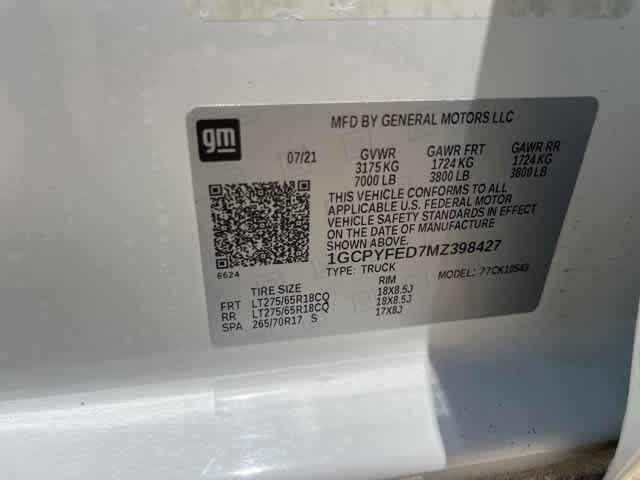 MFD BY GENERAL MOTORS LLC
gm
07/21 GVWR GAWR FRT GAWR RR
3175 KG 1724 KG 1724 KG
7000 LB 3800 LB 3800 LB
THIS VEHICLE CONFORMS TO ALL
APPLICABLE U.S. FEDERAL MOTOR
VEHICLE SAFETY STANDARDS IN EFFECT
ON THE DATE OF MANUFACTURE
SHOWN ABOVE.
1GCPYFED7MZ398427
TYPE: TRUCK MODEL: 77CK10543
8624
TIRE SIZE RIM
FRT LT275/65R18CQ 18X8.5J
RR LT275/65R18CQ 18X8.5J
SPA 265/70R17 S 17X8J